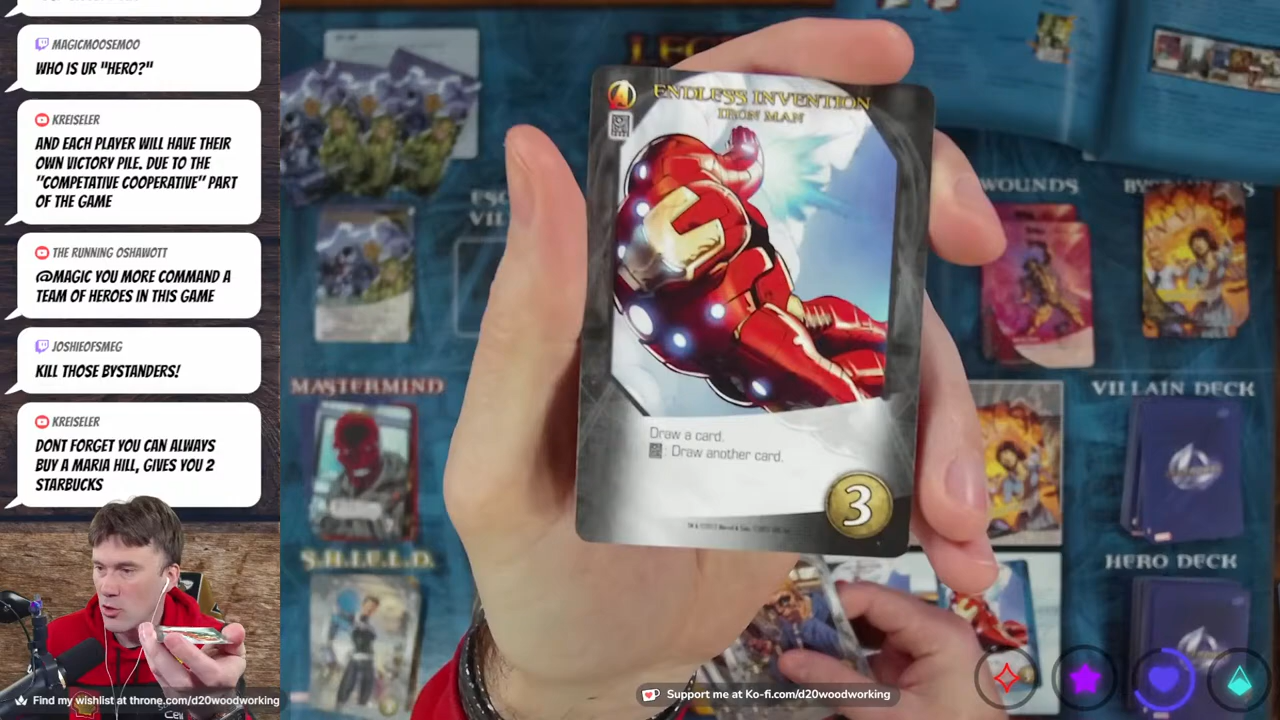 MAGICMOOSEMOO
WHO IS UR "HERO?"
KREISELER
AND EACH PLAYER WILL HAVE THEIR
OWN VICTORY PILE. DUE TO THE
"COMPETATIVE COOPERATIVE" PART
OF THE GAME
THE RUNNING OSHAWOTT
@MAGIC YOU MORE COMMAND A
TEAM OF HEROES IN THIS GAME
JOSHIEOFSMEG
KILL THOSE BYSTANDERS!
KREISELER
DONT FORGET YOU CAN ALWAYS
BUY A MARIA HILL, GIVES YOU 2
STARBUCKS
Find my wishlist at throne.com/d20woodworking
ENDLESS INVENTION
IRON MAN
Draw a card.
: Draw another card.
3
WOUNDS
MASTERMIND
VILLAIN DECK
S.H.I.E.L.D.
HERO DECK
Support me at Ko-fi.com/d20woodworking